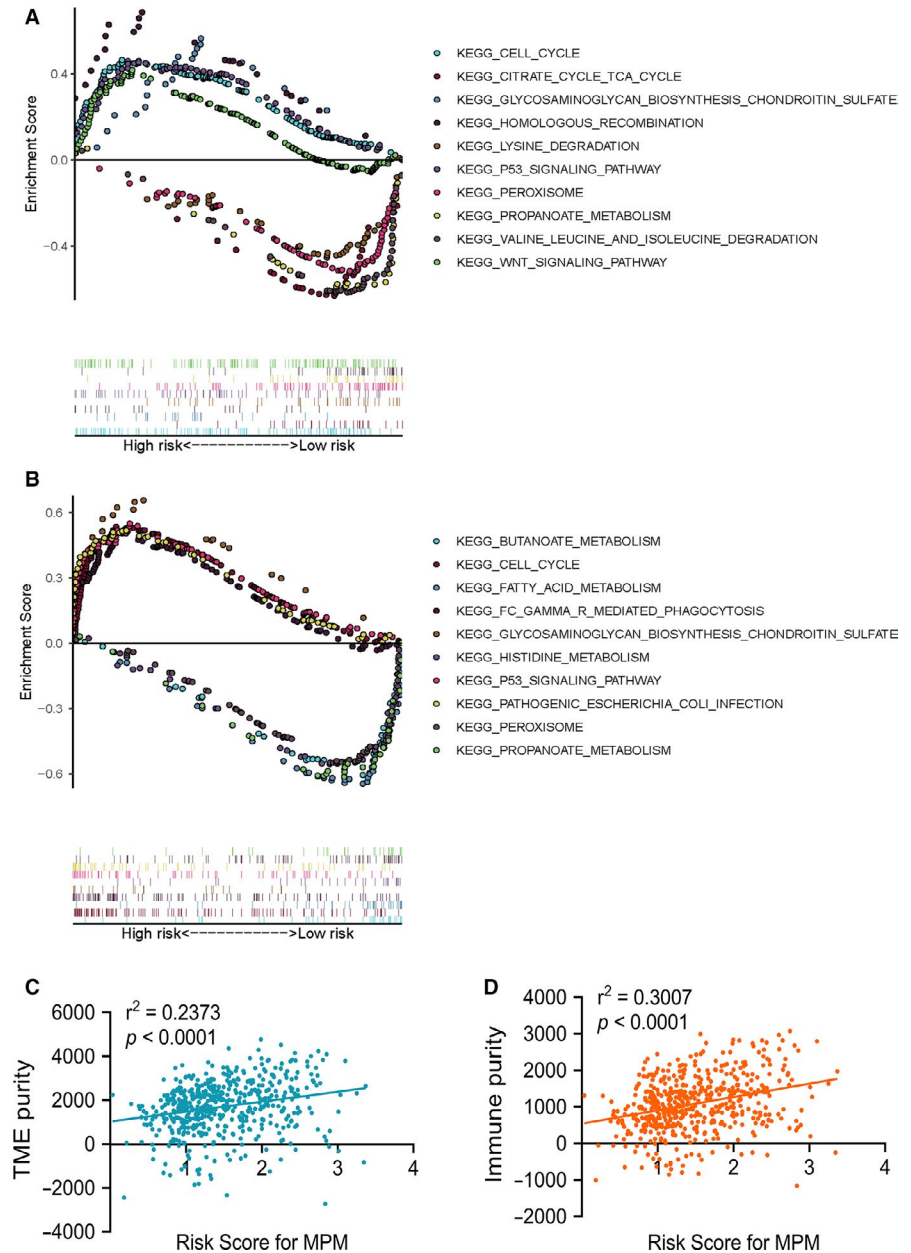 A
Enrichment Score
0.4
0.0
−0.4
KEGG_CELL_CYCLE
KEGG_CITRATE_CYCLE_TCA_CYCLE
KEGG_GLYCOSAMINOGLYCAN_BIOSYNTHESIS_CHONDROITIN_SULFATE
KEGG_HOMOLOGOUS_RECOMBINATION
KEGG_LYSINE_DEGRADATION
KEGG_P53_SIGNALING_PATHWAY
KEGG_PEROXISOME
KEGG_PROPANOATE_METABOLISM
KEGG_VALINE_LEUCINE_AND_ISOLEUCINE_DEGRADATION
KEGG_WNT_SIGNALING_PATHWAY
High risk<----------->Low risk
B
Enrichment Score
0.6
0.3
0.0
−0.3
−0.6
KEGG_BUTANOATE_METABOLISM
KEGG_CELL_CYCLE
KEGG_FATTY_ACID_METABOLISM
KEGG_FC_GAMMA_R_MEDIATED_PHAGOCYTOSIS
KEGG_GLYCOSAMINOGLYCAN_BIOSYNTHESIS_CHONDROITIN_SULFATE
KEGG_HISTIDINE_METABOLISM
KEGG_P53_SIGNALING_PATHWAY
KEGG_PATHOGENIC_ESCHERICHIA_COLI_INFECTION
KEGG_PEROXISOME
KEGG_PROPANOATE_METABOLISM
High risk<----------->Low risk
C
r² = 0.2373
p < 0.0001
TME purity
6000
4000
2000
0
−2000
−4000
1 2 3 4
Risk Score for MPM
D
r² = 0.3007
p < 0.0001
Immune purity
4000
3000
2000
1000
0
−1000
−2000
1 2 3 4
Risk Score for MPM